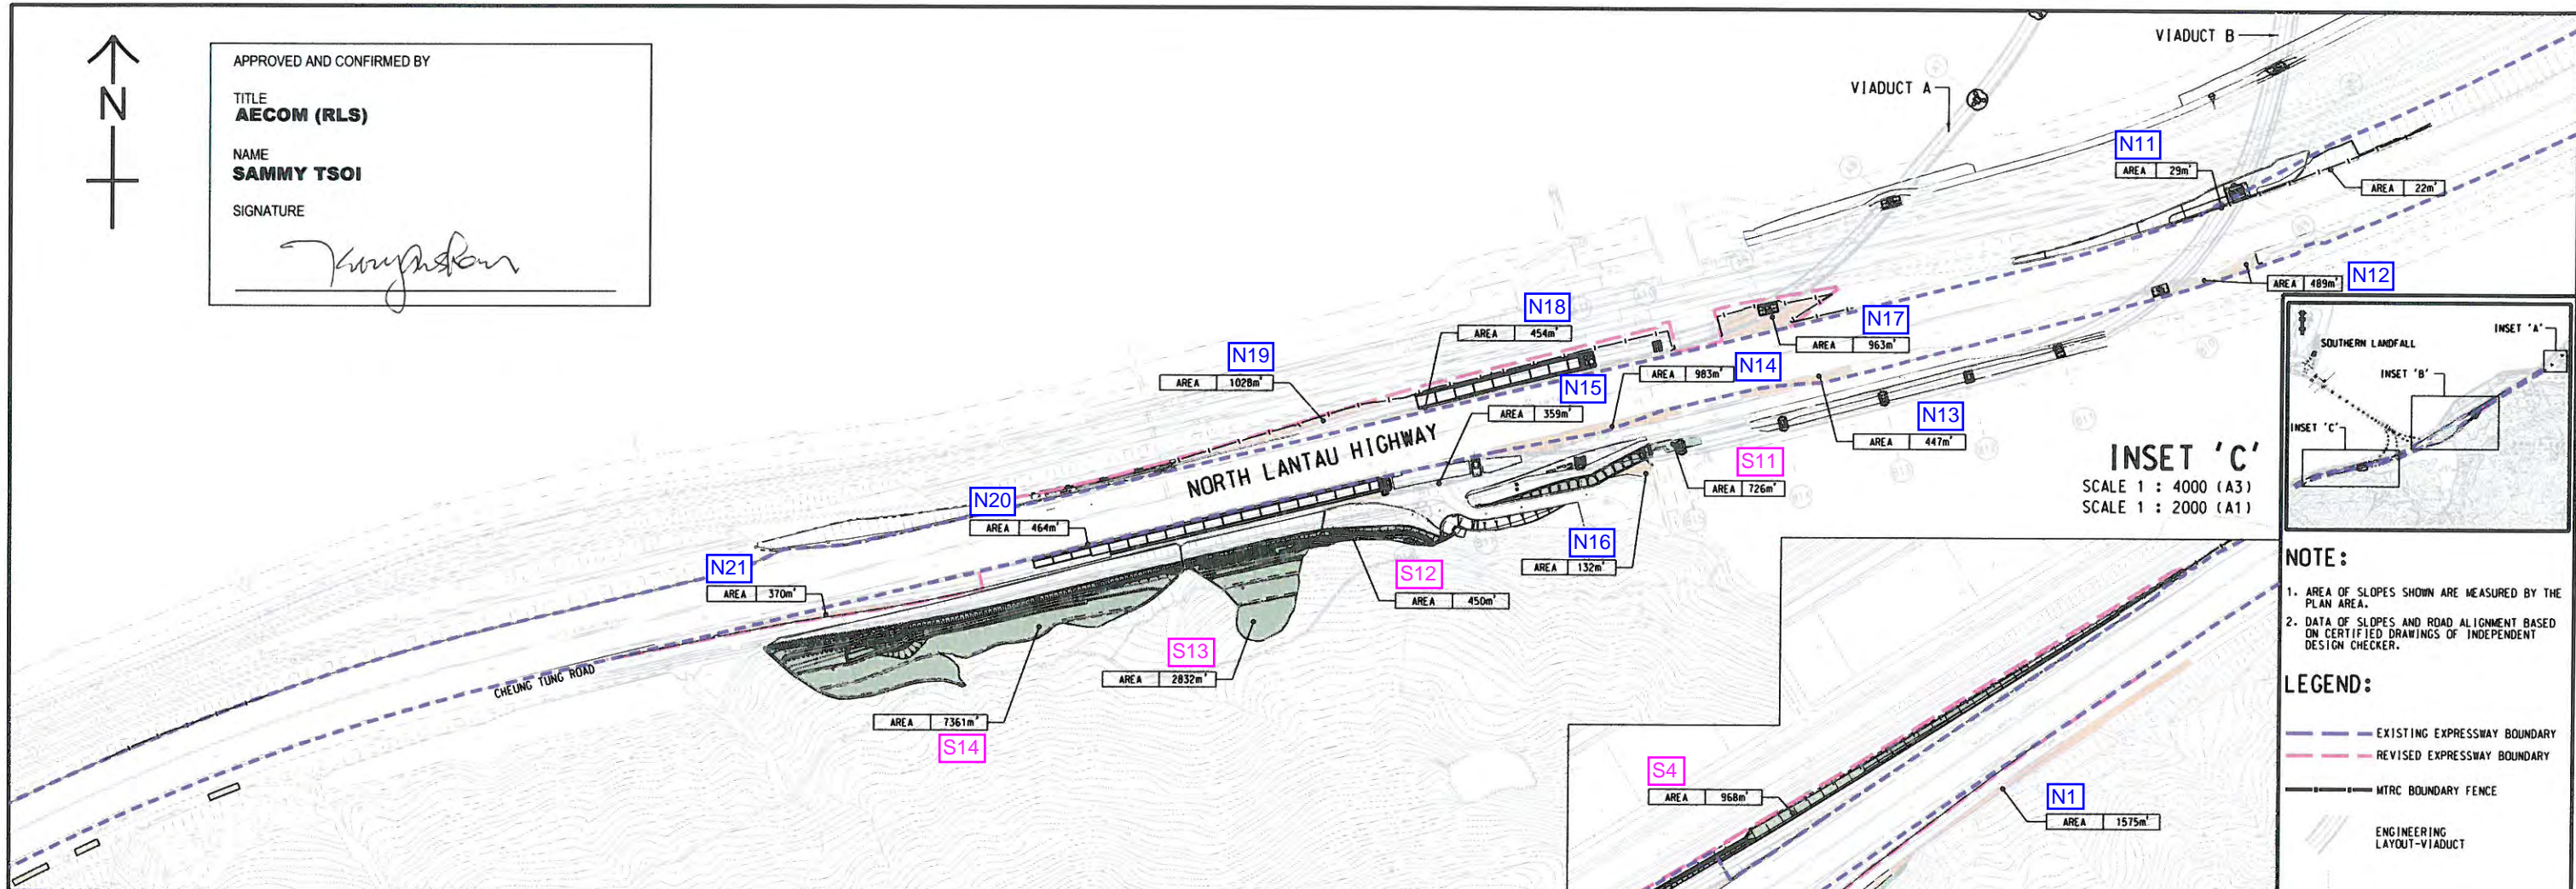 N
APPROVED AND CONFIRMED BY
TITLE
AECOM (RLS)
NAME
SAMMY TSOI
SIGNATURE
VIADUCT A
VIADUCT B
N11
AREA 29m²
AREA 22m²
AREA 489m² N12
N18
AREA 454m²
N17
AREA 963m²
N19
AREA 1028m²
N15
AREA 359m²
AREA 983m² N14
N13
AREA 447m²
NORTH LANTAU HIGHWAY
S11
AREA 726m²
N20
AREA 464m²
N16
AREA 132m²
N21
AREA 370m²
S12
AREA 450m²
S13
AREA 2832m²
AREA 7361m²
S14
CHEUNG TUNG ROAD
INSET 'C'
SCALE 1 : 4000 (A3)
SCALE 1 : 2000 (A1)
S4
AREA 968m²
N1
AREA 1575m²
INSET 'A'
SOUTHERN LANDFALL
INSET 'B'
INSET 'C'
NOTE:
1. AREA OF SLOPES SHOWN ARE MEASURED BY THE
PLAN AREA.
2. DATA OF SLOPES AND ROAD ALIGNMENT BASED
ON CERTIFIED DRAWINGS OF INDEPENDENT
DESIGN CHECKER.
LEGEND:
EXISTING EXPRESSWAY BOUNDARY
REVISED EXPRESSWAY BOUNDARY
MTRC BOUNDARY FENCE
ENGINEERING
LAYOUT-VIADUCT